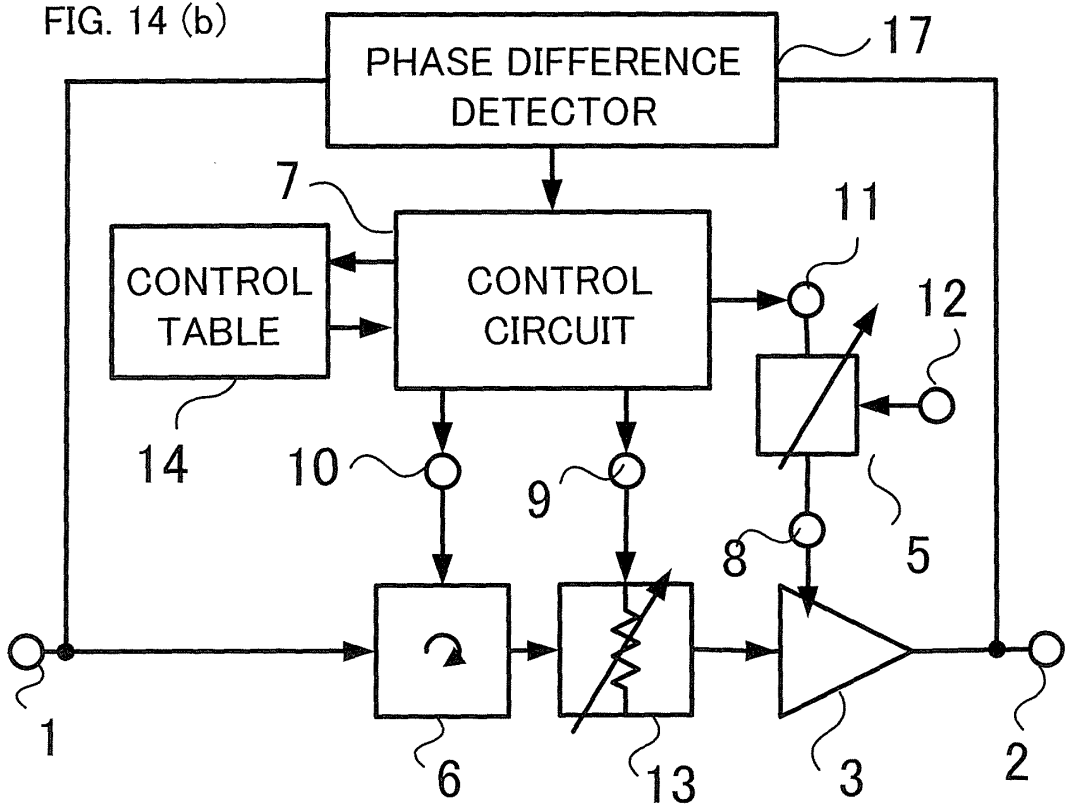 FIG. 14 (b)
17
PHASE DIFFERENCE
DETECTOR
7
11
CONTROL
TABLE
CONTROL
CIRCUIT
12
14
10
9
8
5
1
6
13
3
2